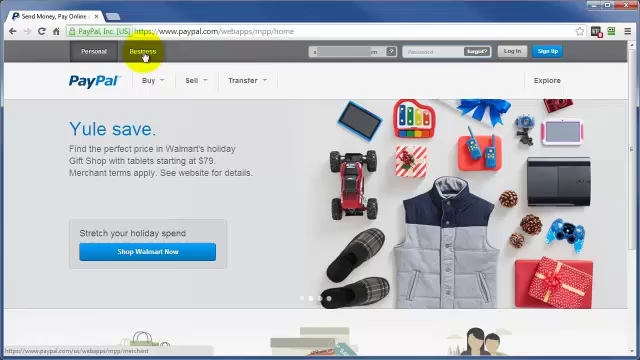 Send Money, Pay Online
PayPal, Inc. [US] https://www.paypal.com/webapps/mpp/home
Personal Business Password forgot? Log In Sign Up
PayPal Buy Sell Transfer Explore
Yule save.
Find the perfect price in Walmart's holiday
Gift Shop with tablets starting at $79.
Merchant terms apply. See website for details.
Stretch your holiday spend
Shop Walmart Now
https://www.paypal.com/us/webapps/mpp/merchant